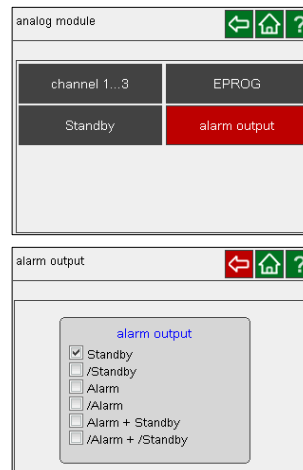 analog module
?
channel 1...3
EPROG
Standby
alarm output
alarm output
?
alarm output
Standby
/Standby
Alarm
/Alarm
Alarm + Standby
/Alarm + /Standby